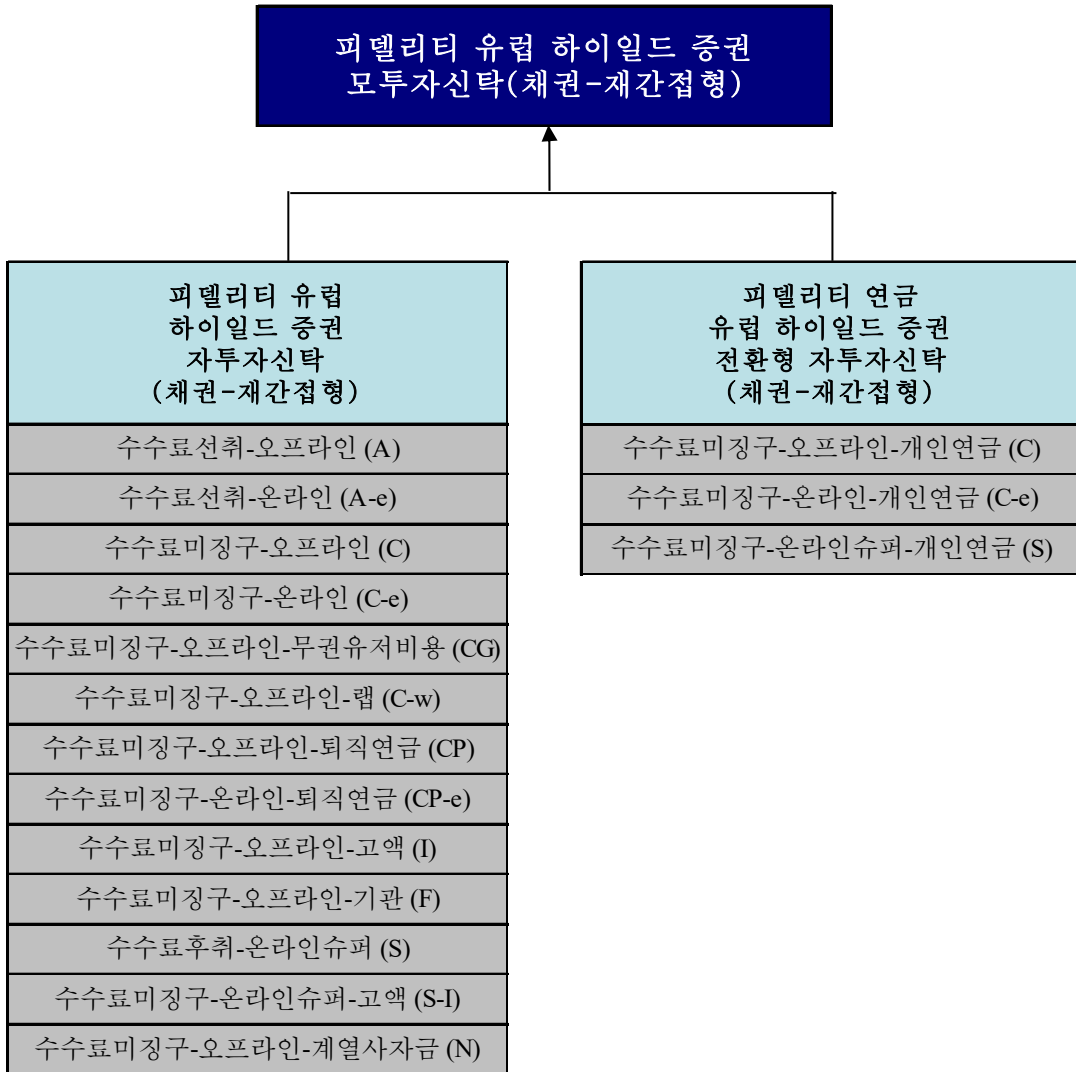 피델리티 유럽 하이일드 증권
모투자신탁(채권-재간접형)
피델리티 유럽
하이일드 증권
자투자신탁
(채권-재간접형)
수수료선취-오프라인 (A)
수수료선취-온라인 (A-e)
수수료미징구-오프라인 (C)
수수료미징구-온라인 (C-e)
수수료미징구-오프라인-무권유저비용 (CG)
수수료미징구-오프라인-랩 (C-w)
수수료미징구-오프라인-퇴직연금 (CP)
수수료미징구-온라인-퇴직연금 (CP-e)
수수료미징구-오프라인-고액 (I)
수수료미징구-오프라인-기관 (F)
수수료후취-온라인슈퍼 (S)
수수료미징구-온라인슈퍼-고액 (S-I)
수수료미징구-오프라인-계열사자금 (N)
피델리티 연금
유럽 하이일드 증권
전환형 자투자신탁
(채권-재간접형)
수수료미징구-오프라인-개인연금 (C)
수수료미징구-온라인-개인연금 (C-e)
수수료미징구-온라인슈퍼-개인연금 (S)